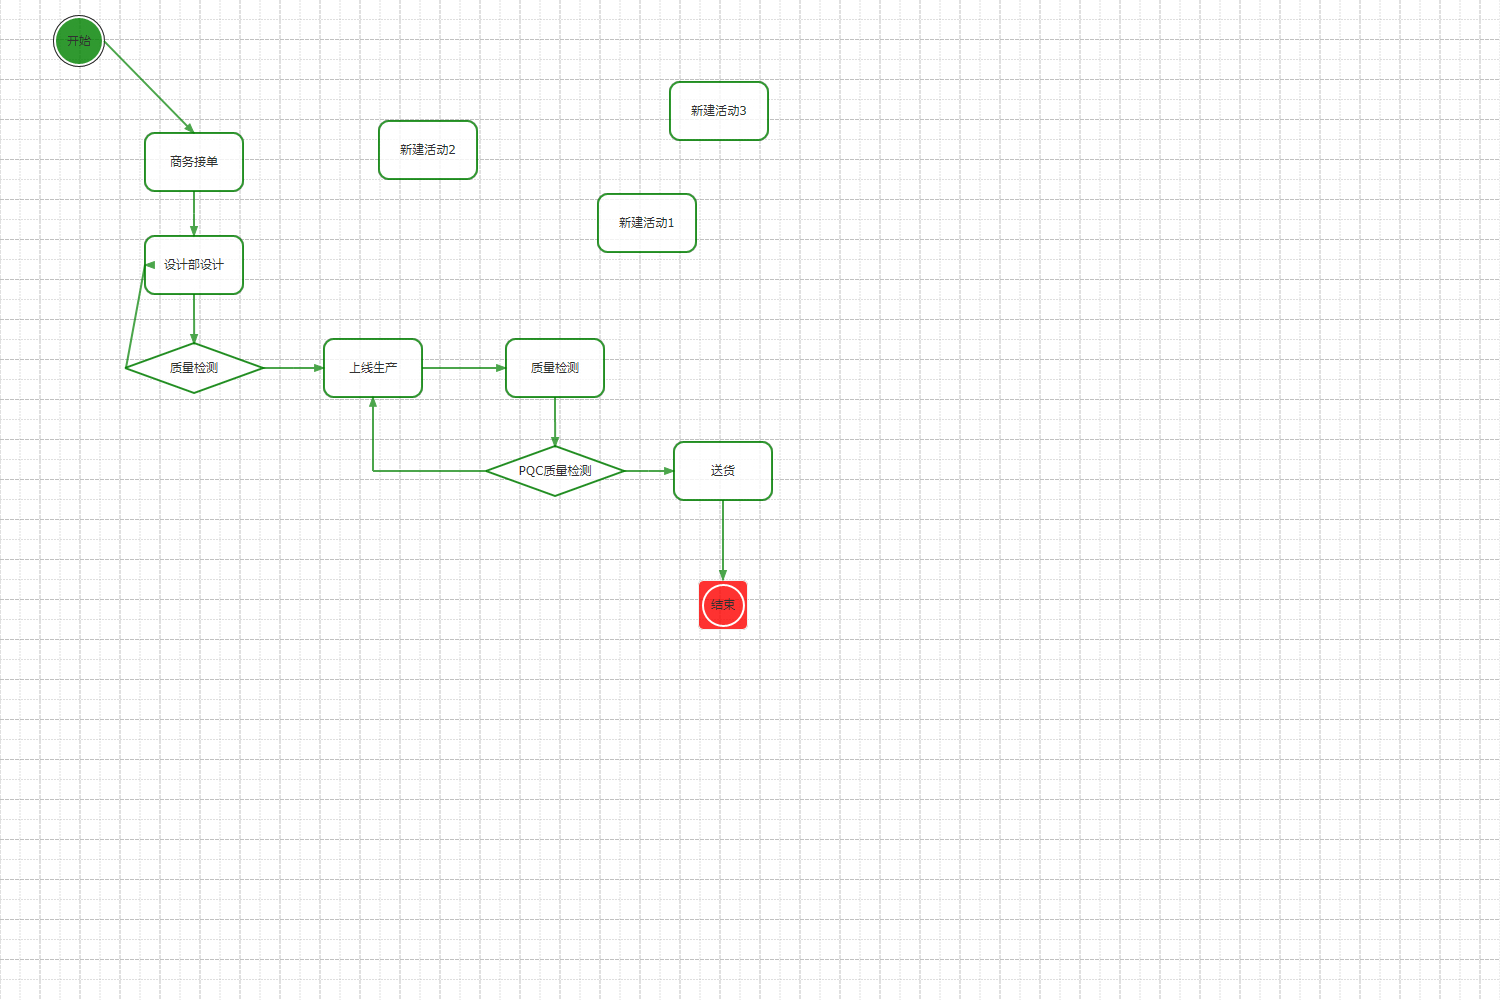 开始
新建活动3
新建活动2
商务接单
新建活动1
设计部设计
质量检测
上线生产
质量检测
PQC质量检测
送货
结束